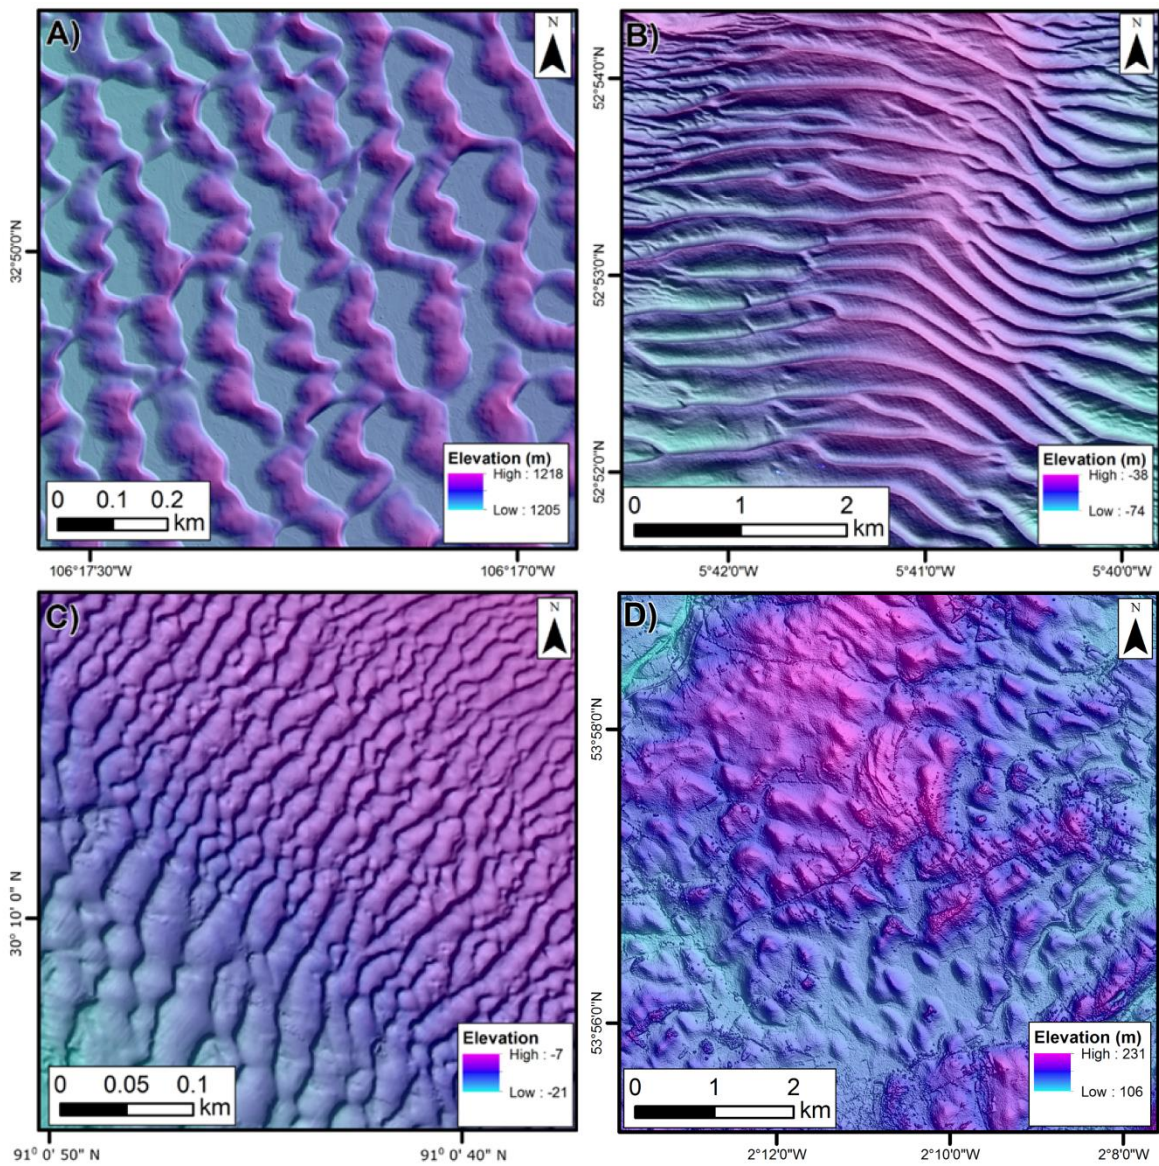 A)
N
32°50'0"N
Elevation (m)
High : 1218
Low : 1205
0 0.1 0.2
km
106°17'30"W 106°17'0"W
B)
N
52°54'0"N
52°53'0"N
52°52'0"N
Elevation (m)
High : -38
Low : -74
0 1 2
km
5°42'0"W 5°41'0"W 5°40'0"W
C)
N
30° 10' 0" N
Elevation
High : -7
Low : -21
0 0.05 0.1
km
91° 0' 50" N 91° 0' 40" N
D)
N
53°58'0"N
53°56'0"N
Elevation (m)
High : 231
Low : 106
0 1 2
km
2°12'0"W 2°10'0"W 2°8'0"W